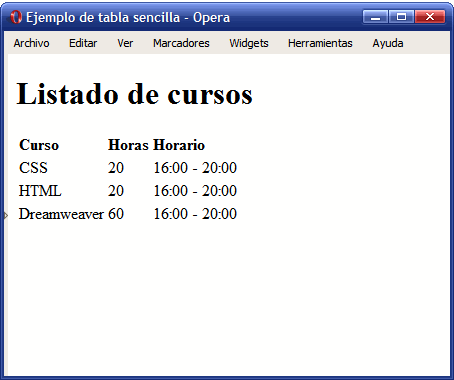 Ejemplo de tabla sencilla - Opera
Archivo Editar Ver Marcadores Widgets Herramientas Ayuda
Listado de cursos
Curso Horas Horario
CSS 20 16:00 - 20:00
HTML 20 16:00 - 20:00
Dreamweaver 60 16:00 - 20:00